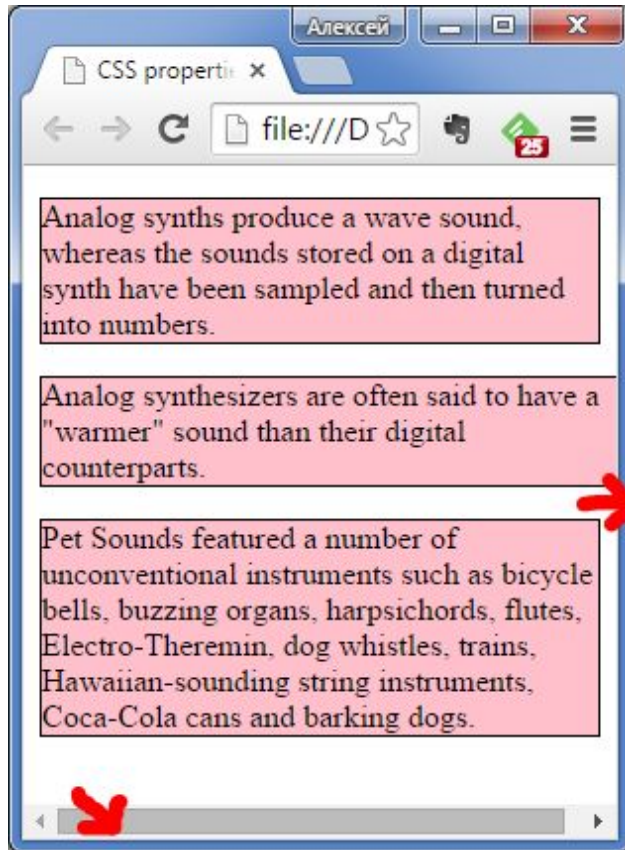 Алексей
CSS properti
file:///D
25
Analog synths produce a wave sound,
whereas the sounds stored on a digital
synth have been sampled and then turned
into numbers.
Analog synthesizers are often said to have a
"warmer" sound than their digital
counterparts.
Pet Sounds featured a number of
unconventional instruments such as bicycle
bells, buzzing organs, harpsichords, flutes,
Electro-Theremin, dog whistles, trains,
Hawaiian-sounding string instruments,
Coca-Cola cans and barking dogs.